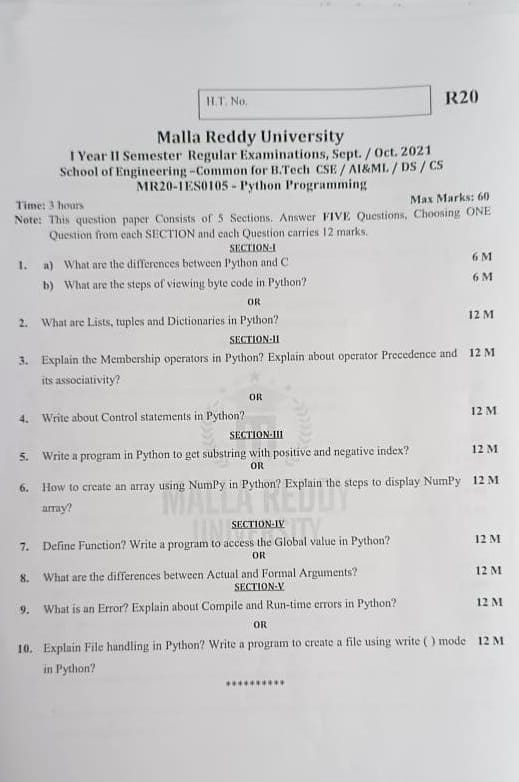 H.T. No.
R20
Malla Reddy University
I Year II Semester Regular Examinations, Sept. / Oct. 2021
School of Engineering –Common for B.Tech CSE / AI&ML / DS / CS
MR20-1ES0105 - Python Programming
Time: 3 hours Max Marks: 60
Note: This question paper Consists of 5 Sections. Answer FIVE Questions, Choosing ONE
Question from each SECTION and each Question carries 12 marks.
SECTION-I
1. a) What are the differences between Python and C 6 M
b) What are the steps of viewing byte code in Python? 6 M
OR
2. What are Lists, tuples and Dictionaries in Python? 12 M
SECTION-II
3. Explain the Membership operators in Python? Explain about operator Precedence and 12 M
its associativity?
OR
4. Write about Control statements in Python? 12 M
SECTION-III
5. Write a program in Python to get substring with positive and negative index? 12 M
OR
6. How to create an array using NumPy in Python? Explain the steps to display NumPy 12 M
array?
MALLA REDDY
UNIVERSITY
SECTION-IV
7. Define Function? Write a program to access the Global value in Python? 12 M
OR
8. What are the differences between Actual and Formal Arguments? 12 M
SECTION-V
9. What is an Error? Explain about Compile and Run-time errors in Python? 12 M
OR
10. Explain File handling in Python? Write a program to create a file using write ( ) mode 12 M
in Python?
**********